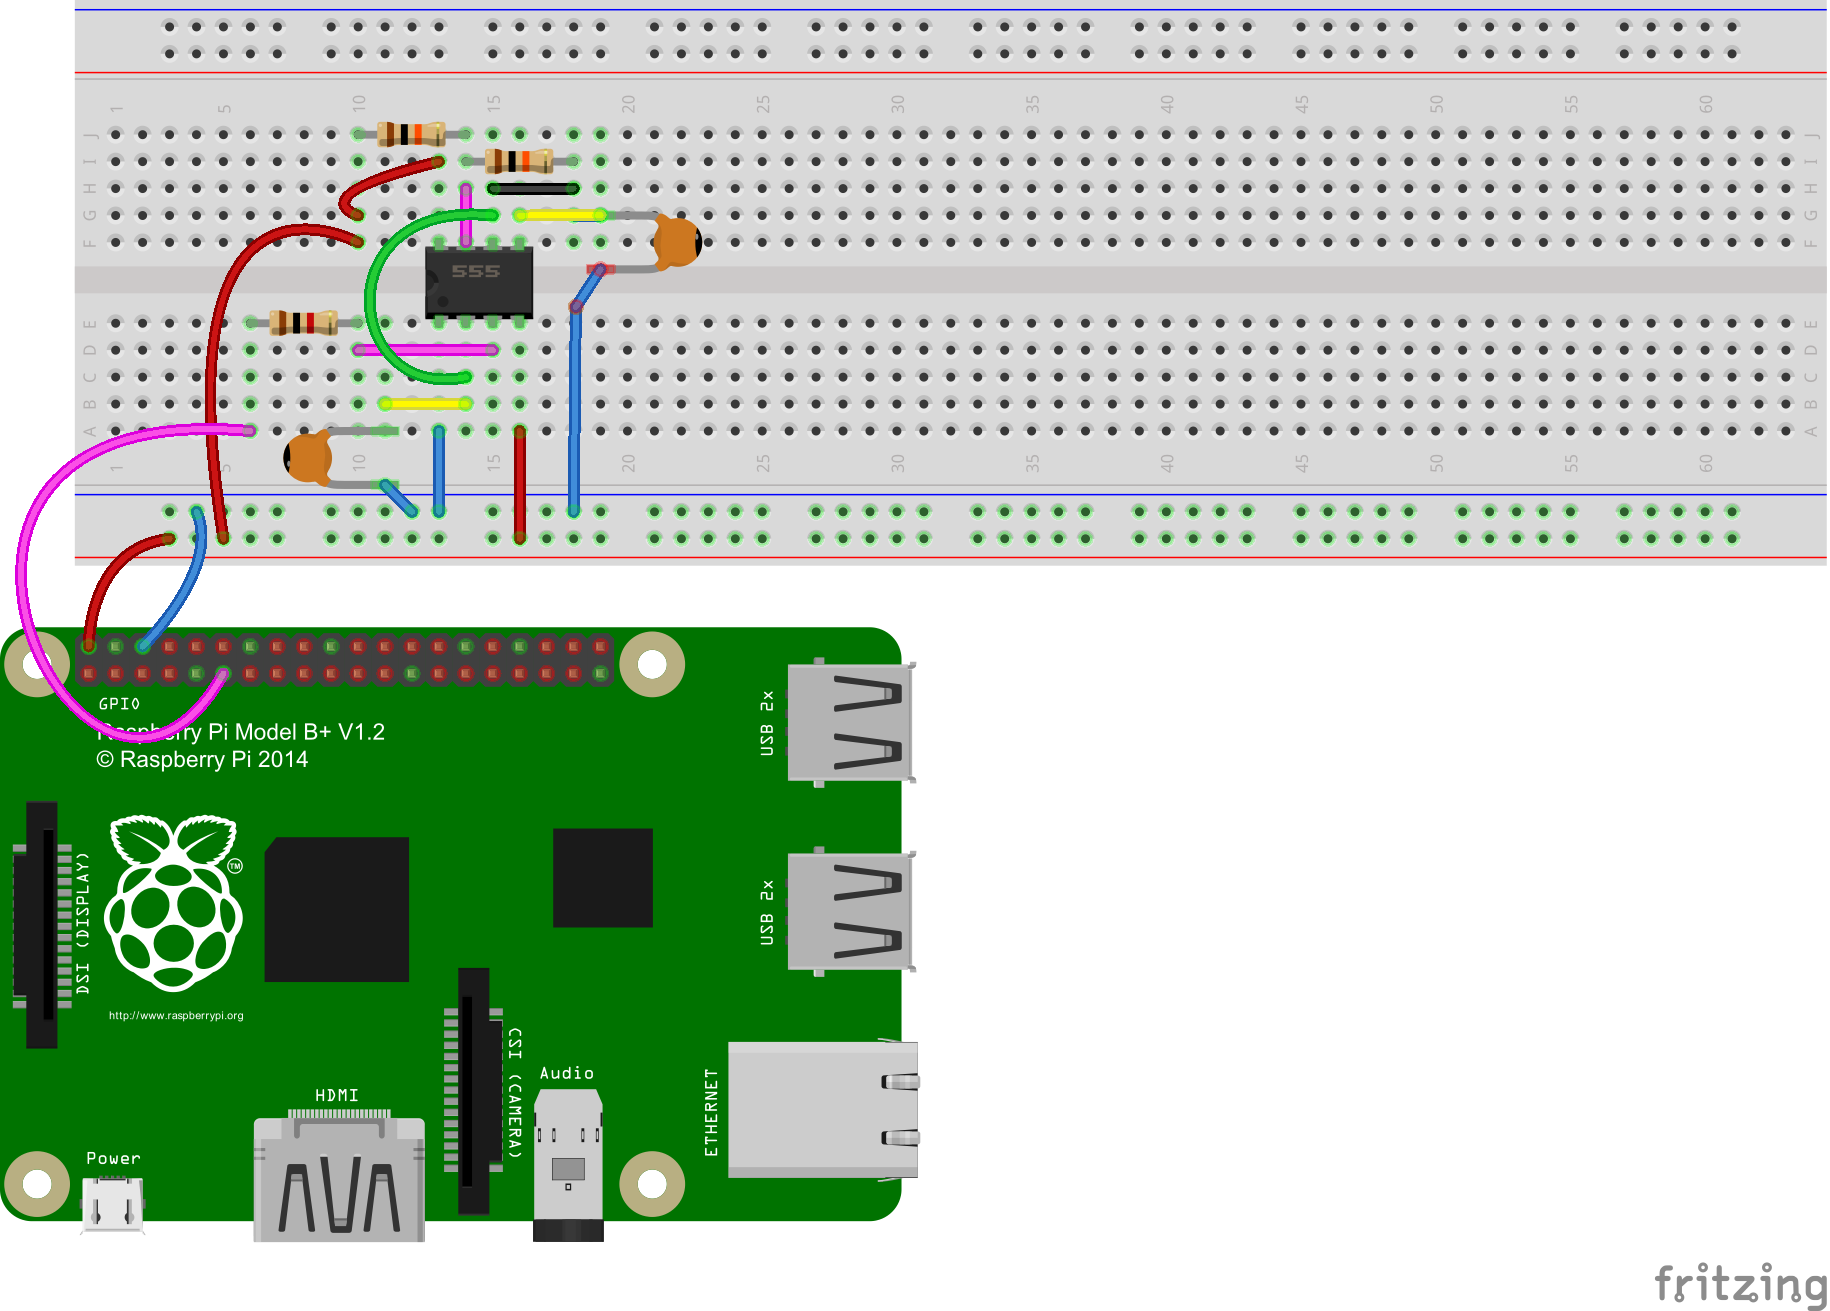 1 5 10 15 20 25 30 35 40 45 50 55 60
J J
I I
H H
G G
F F
555
E E
D D
C C
B B
A A
1 5 10 15 20 25 30 35 40 45 50 55 60
GPIO
Raspberry Pi Model B+ V1.2
© Raspberry Pi 2014
USB 2x
DSI (DISPLAY)
TM
USB 2x
http://www.raspberrypi.org
CSI (CAMERA)
Audio
HDMI
ETHERNET
Power
fritzing